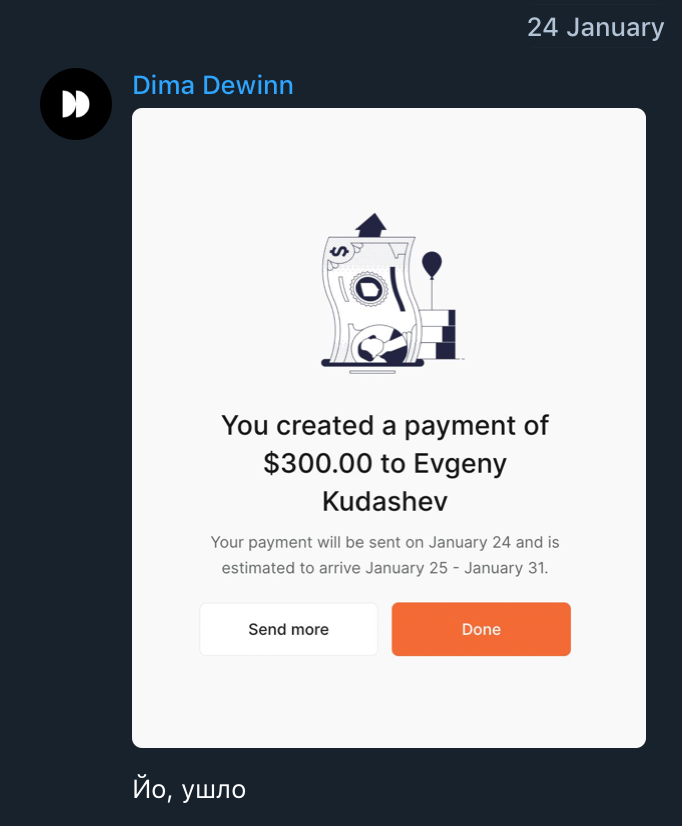 24 January
Dima Dewinn
$
You created a payment of
$300.00 to Evgeny
Kudashev
Your payment will be sent on January 24 and is
estimated to arrive January 25 - January 31.
Send more
Done
Йо, ушло